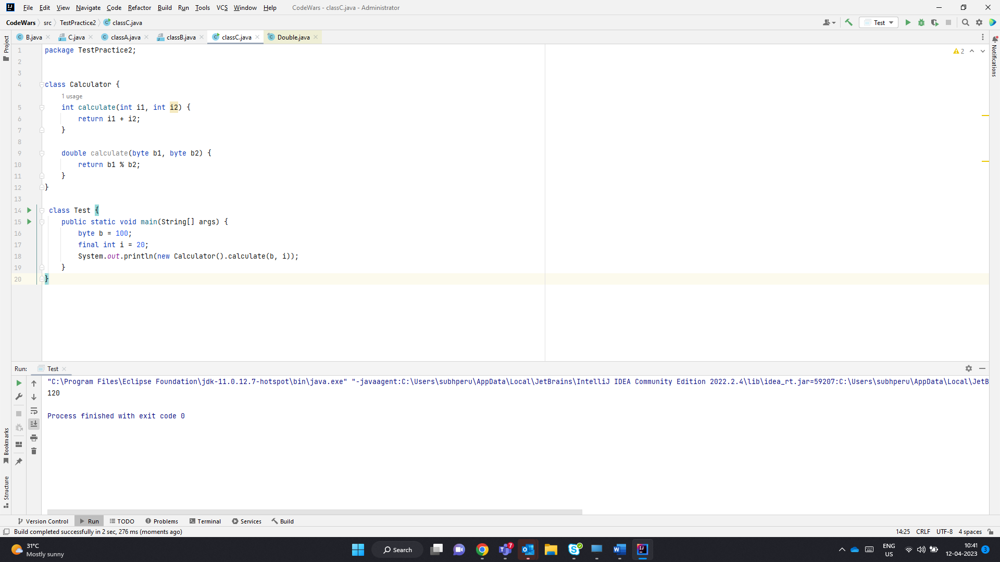 File Edit View Navigate Code Refactor Build Run Tools VCS Window Help CodeWars - classC.java - Administrator
CodeWars src TestPractice2 classC.java Test
B.java C.java classA.java classB.java classC.java Double.java
Project
Notifications
2
1 package TestPractice2;
2
3
4 class Calculator {
1 usage
5 int calculate(int i1, int i2) {
6 return i1 + i2;
7 }
8
9 double calculate(byte b1, byte b2) {
10 return b1 % b2;
11 }
12 }
13
14 class Test {
15 public static void main(String[] args) {
16 byte b = 100;
17 final int i = 20;
18 System.out.println(new Calculator().calculate(b, i));
19 }
20 }
Run: Test
"C:\Program Files\Eclipse Foundation\jdk-11.0.12.7-hotspot\bin\java.exe" "-javaagent:C:\Users\subhperu\AppData\Local\JetBrains\IntelliJ IDEA Community Edition 2022.2.4\lib\idea_rt.jar=59207:C:\Users\subhperu\AppData\Local\JetB
120
Process finished with exit code 0
Bookmarks
Structure
Version Control Run TODO Problems Terminal Services Build
Build completed successfully in 2 sec, 276 ms (moments ago) 14:25 CRLF UTF-8 4 spaces
31°C
Mostly sunny
Search
7
ENG
US
10:41
12-04-2023
3